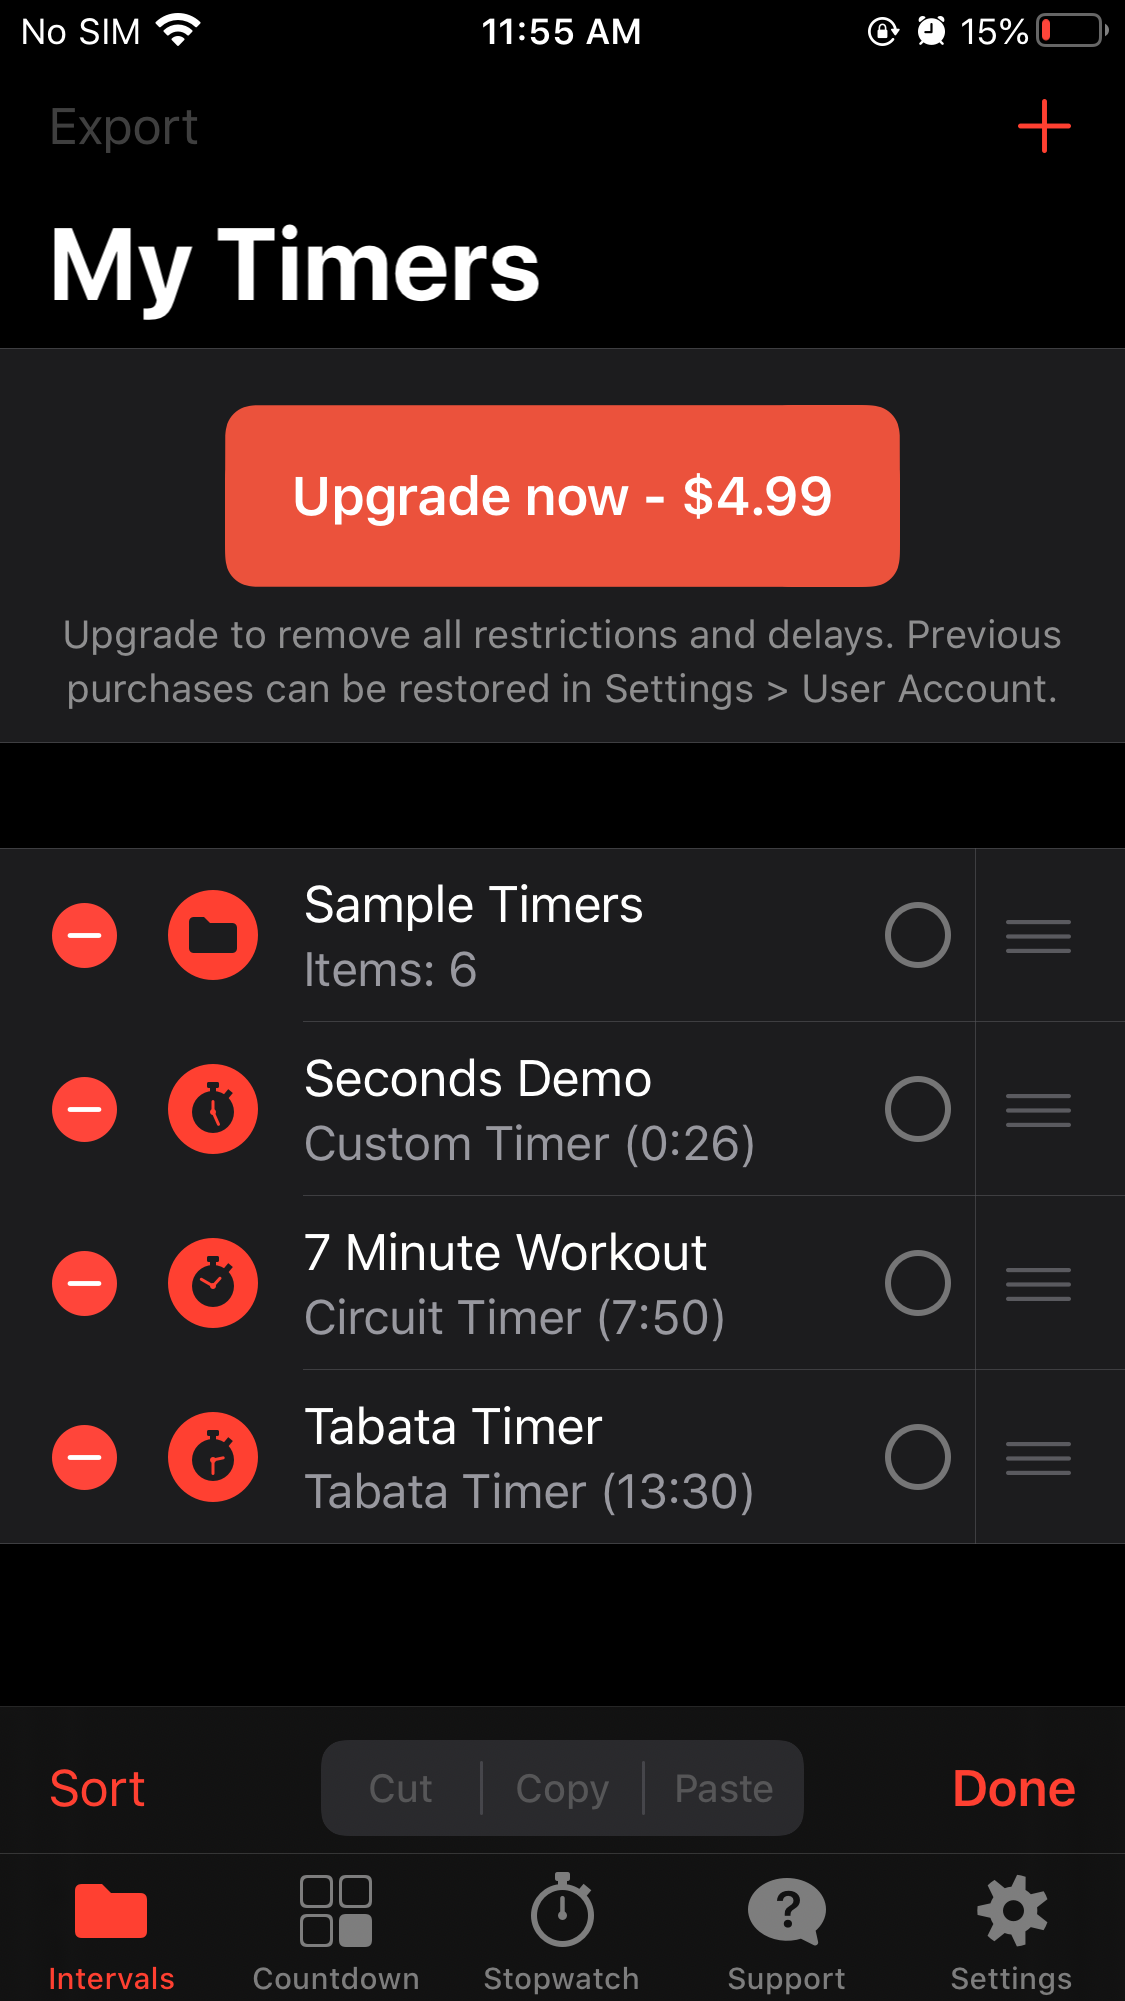 No SIM 11:55 AM 15%
Export
My Timers
Upgrade now - $4.99
Upgrade to remove all restrictions and delays. Previous
purchases can be restored in Settings > User Account.
Sample Timers
Items: 6
Seconds Demo
Custom Timer (0:26)
7 Minute Workout
Circuit Timer (7:50)
Tabata Timer
Tabata Timer (13:30)
Sort Cut Copy Paste Done
Intervals Countdown Stopwatch Support Settings